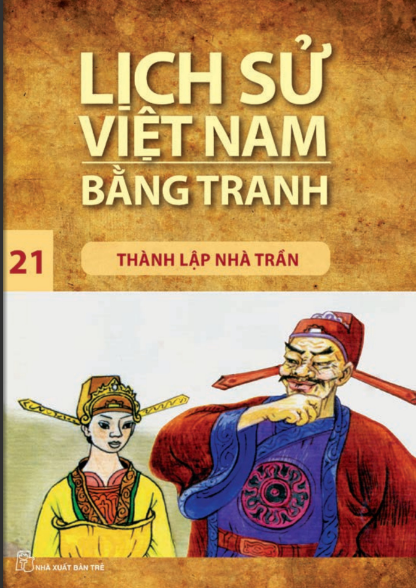 LỊCH SỬ
VIỆT NAM
BẰNG TRANH
21
THÀNH LẬP NHÀ TRẦN
NHÀ XUẤT BẢN TRẺ